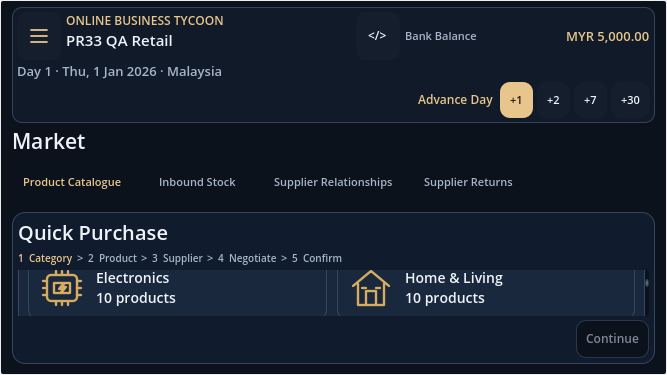 ONLINE BUSINESS TYCOON
PR33 QA Retail
</> Bank Balance MYR 5,000.00
Day 1 · Thu, 1 Jan 2026 · Malaysia
Advance Day +1 +2 +7 +30
Market
Product Catalogue Inbound Stock Supplier Relationships Supplier Returns
Quick Purchase
1 Category > 2 Product > 3 Supplier > 4 Negotiate > 5 Confirm
Electronics
10 products
Home & Living
10 products
Continue